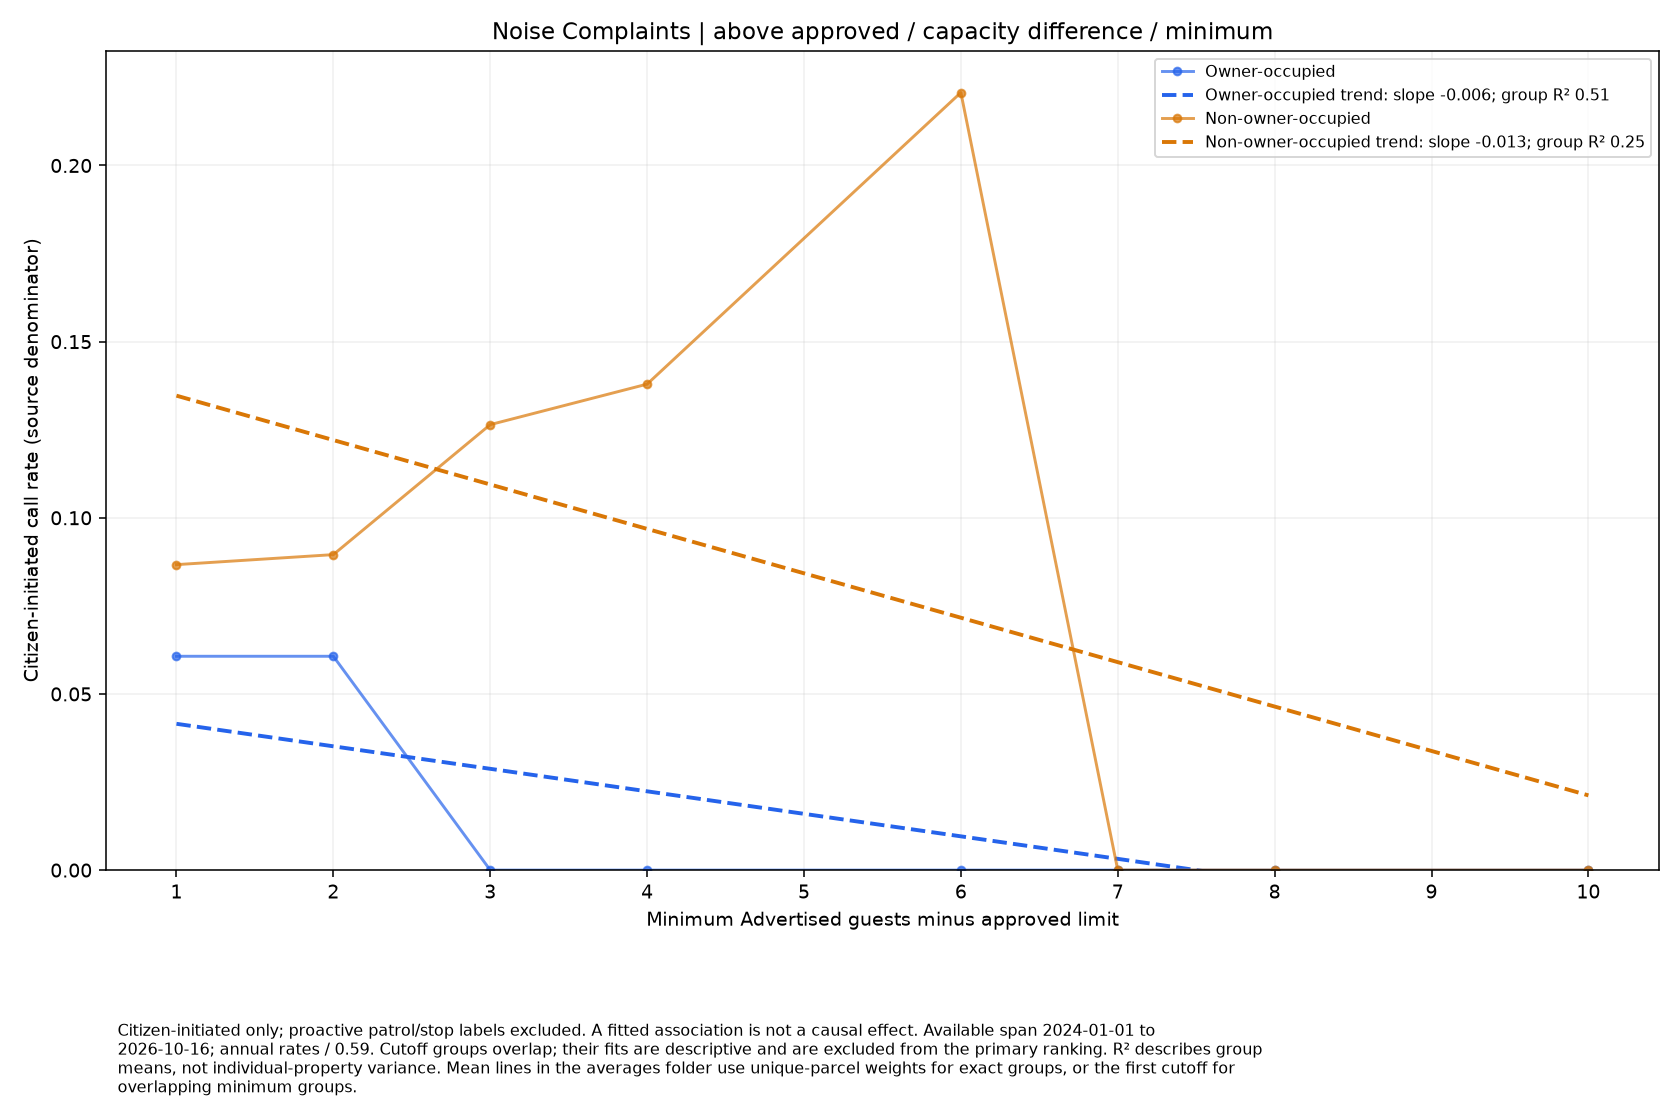 Noise Complaints | above approved / capacity difference / minimum
Owner-occupied
Owner-occupied trend: slope -0.006; group R² 0.51
Non-owner-occupied
Non-owner-occupied trend: slope -0.013; group R² 0.25
Citizen-initiated call rate (source denominator)
0.20
0.15
0.10
0.05
0.00
1 2 3 4 5 6 7 8 9 10
Minimum Advertised guests minus approved limit
Citizen-initiated only; proactive patrol/stop labels excluded. A fitted association is not a causal effect. Available span 2024-01-01 to
2026-10-16; annual rates / 0.59. Cutoff groups overlap; their fits are descriptive and are excluded from the primary ranking. R² describes group
means, not individual-property variance. Mean lines in the averages folder use unique-parcel weights for exact groups, or the first cutoff for
overlapping minimum groups.